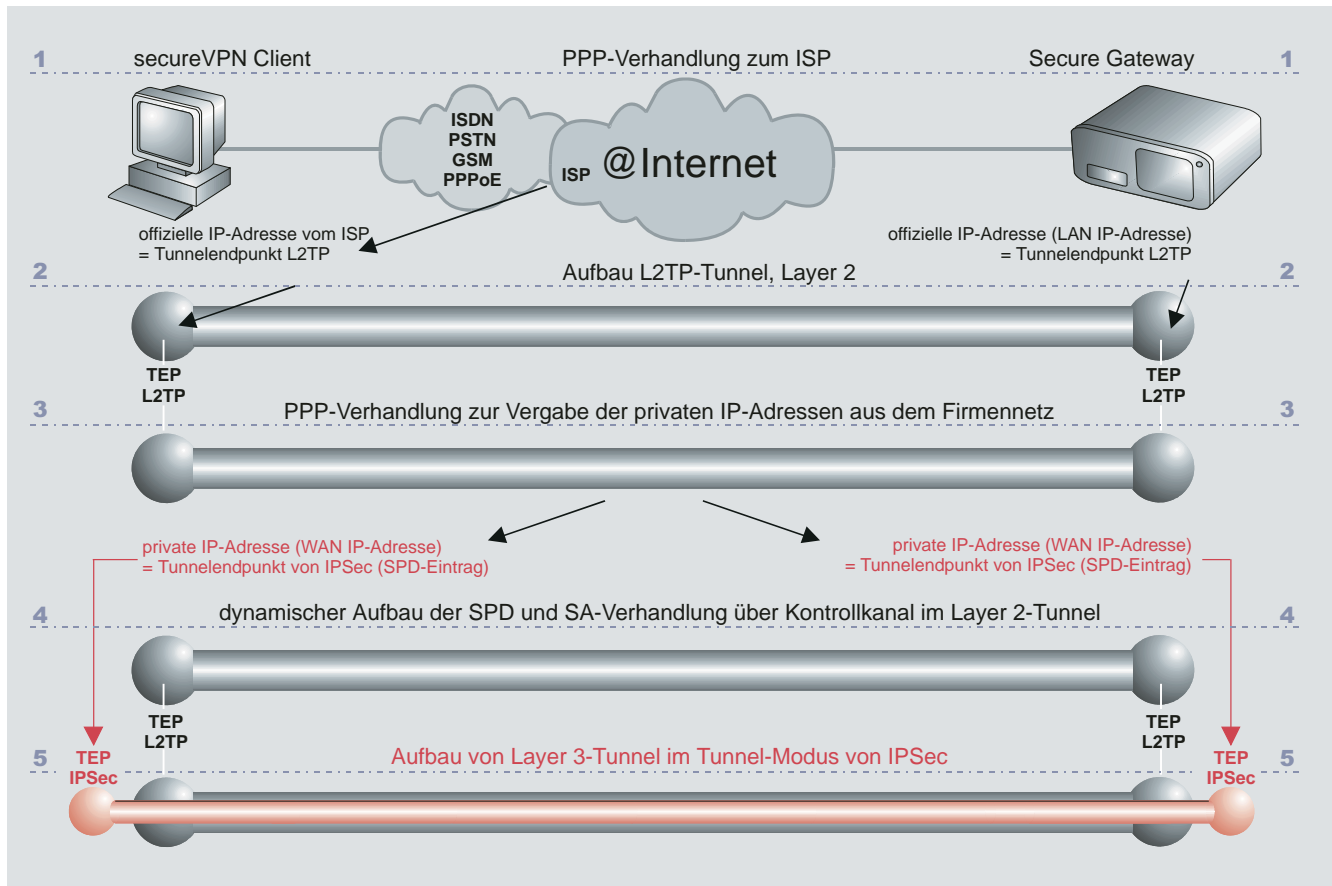 1 secureVPN Client PPP-Verhandlung zum ISP Secure Gateway 1
ISDN
PSTN
GSM
PPPoE
ISP @Internet
offizielle IP-Adresse vom ISP
= Tunnelendpunkt L2TP
offizielle IP-Adresse (LAN IP-Adresse)
= Tunnelendpunkt L2TP
2 Aufbau L2TP-Tunnel, Layer 2 2
TEP
L2TP
TEP
L2TP
3 PPP-Verhandlung zur Vergabe der privaten IP-Adressen aus dem Firmennetz 3
private IP-Adresse (WAN IP-Adresse)
= Tunnelendpunkt von IPSec (SPD-Eintrag)
private IP-Adresse (WAN IP-Adresse)
= Tunnelendpunkt von IPSec (SPD-Eintrag)
4 dynamischer Aufbau der SPD und SA-Verhandlung über Kontrollkanal im Layer 2-Tunnel 4
TEP
L2TP
TEP
L2TP
5 Aufbau von Layer 3-Tunnel im Tunnel-Modus von IPSec 5
TEP
IPSec
TEP
IPSec